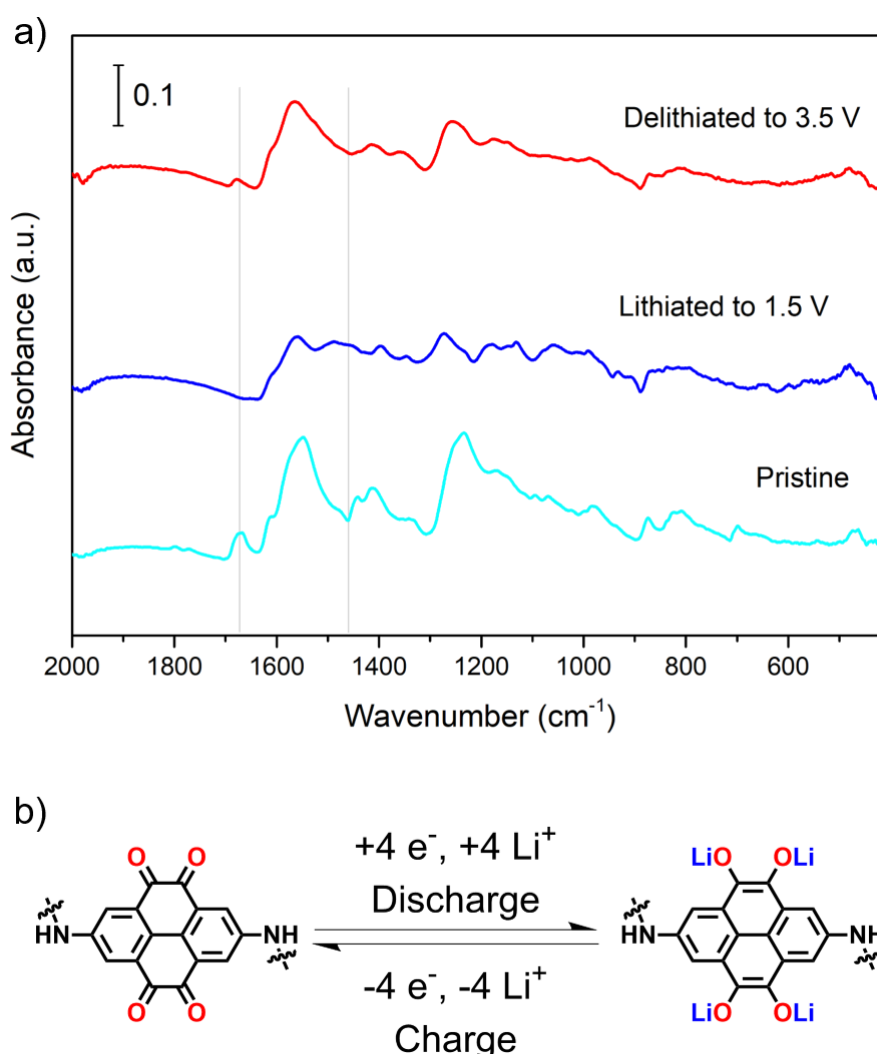 a)
0.1
Delithiated to 3.5 V
Lithiated to 1.5 V
Pristine
Absorbance (a.u.)
2000 1800 1600 1400 1200 1000 800 600
Wavenumber (cm⁻¹)
b)
O O
HN
NH
O O
+4 e⁻, +4 Li⁺
Discharge
-4 e⁻, -4 Li⁺
Charge
LiO OLi
HN
NH
LiO OLi